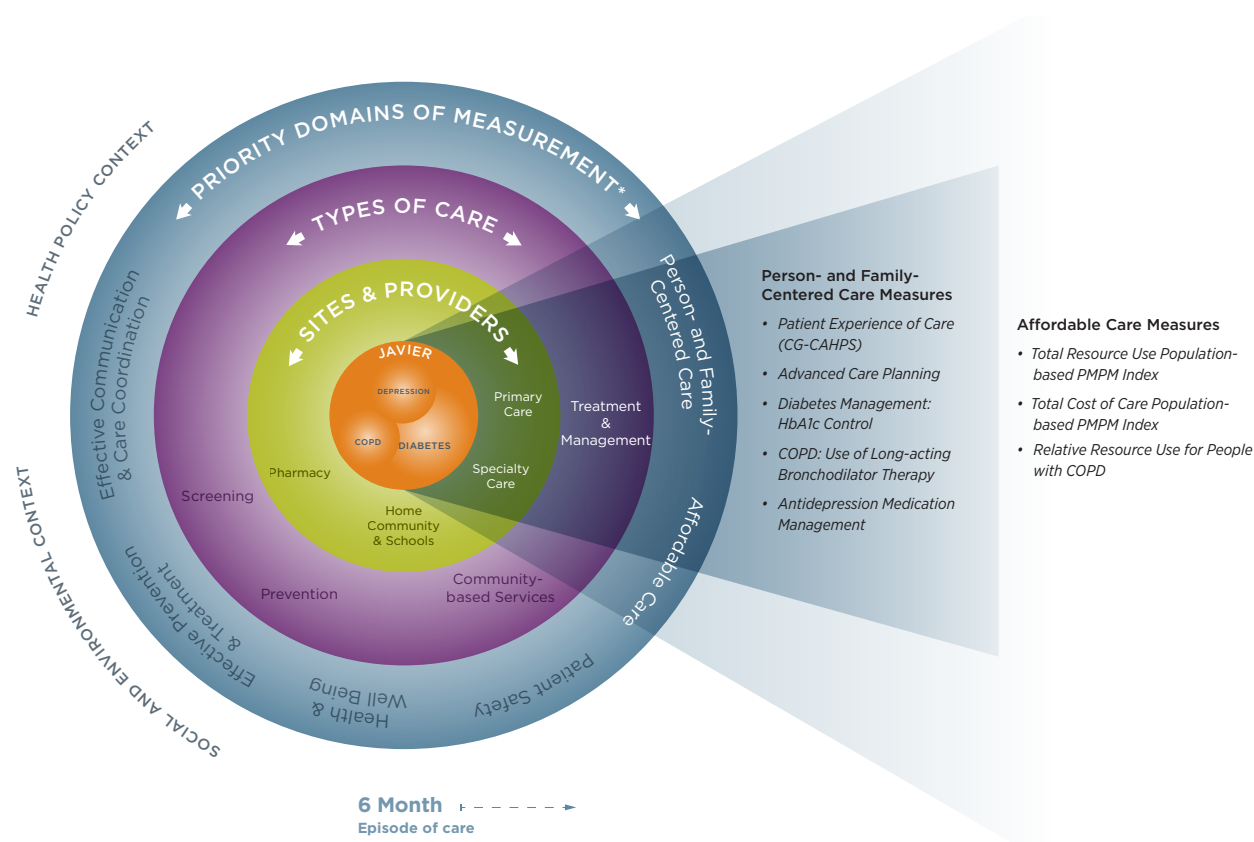 HEALTH POLICY CONTEXT
SOCIAL AND ENVIRONMENTAL CONTEXT
PRIORITY DOMAINS OF MEASUREMENT*
Effective Communication
& Care Coordination
Person- and Family-
Centered Care
Affordable Care
Patient Safety
Health &
Well Being
Effective Prevention
& Treatment
TYPES OF CARE
Screening
Prevention
Community-
based Services
Treatment
&
Management
SITES & PROVIDERS
Pharmacy
Home
Community
& Schools
Primary
Care
Specialty
Care
JAVIER
DEPRESSION
COPD
DIABETES
Person- and Family-
Centered Care Measures
• Patient Experience of Care
(CG-CAHPS)
• Advanced Care Planning
• Diabetes Management:
HbA1c Control
• COPD: Use of Long-acting
Bronchodilator Therapy
• Antidepression Medication
Management
Affordable Care Measures
• Total Resource Use Population-
based PMPM Index
• Total Cost of Care Population-
based PMPM Index
• Relative Resource Use for People
with COPD
6 Month
Episode of care